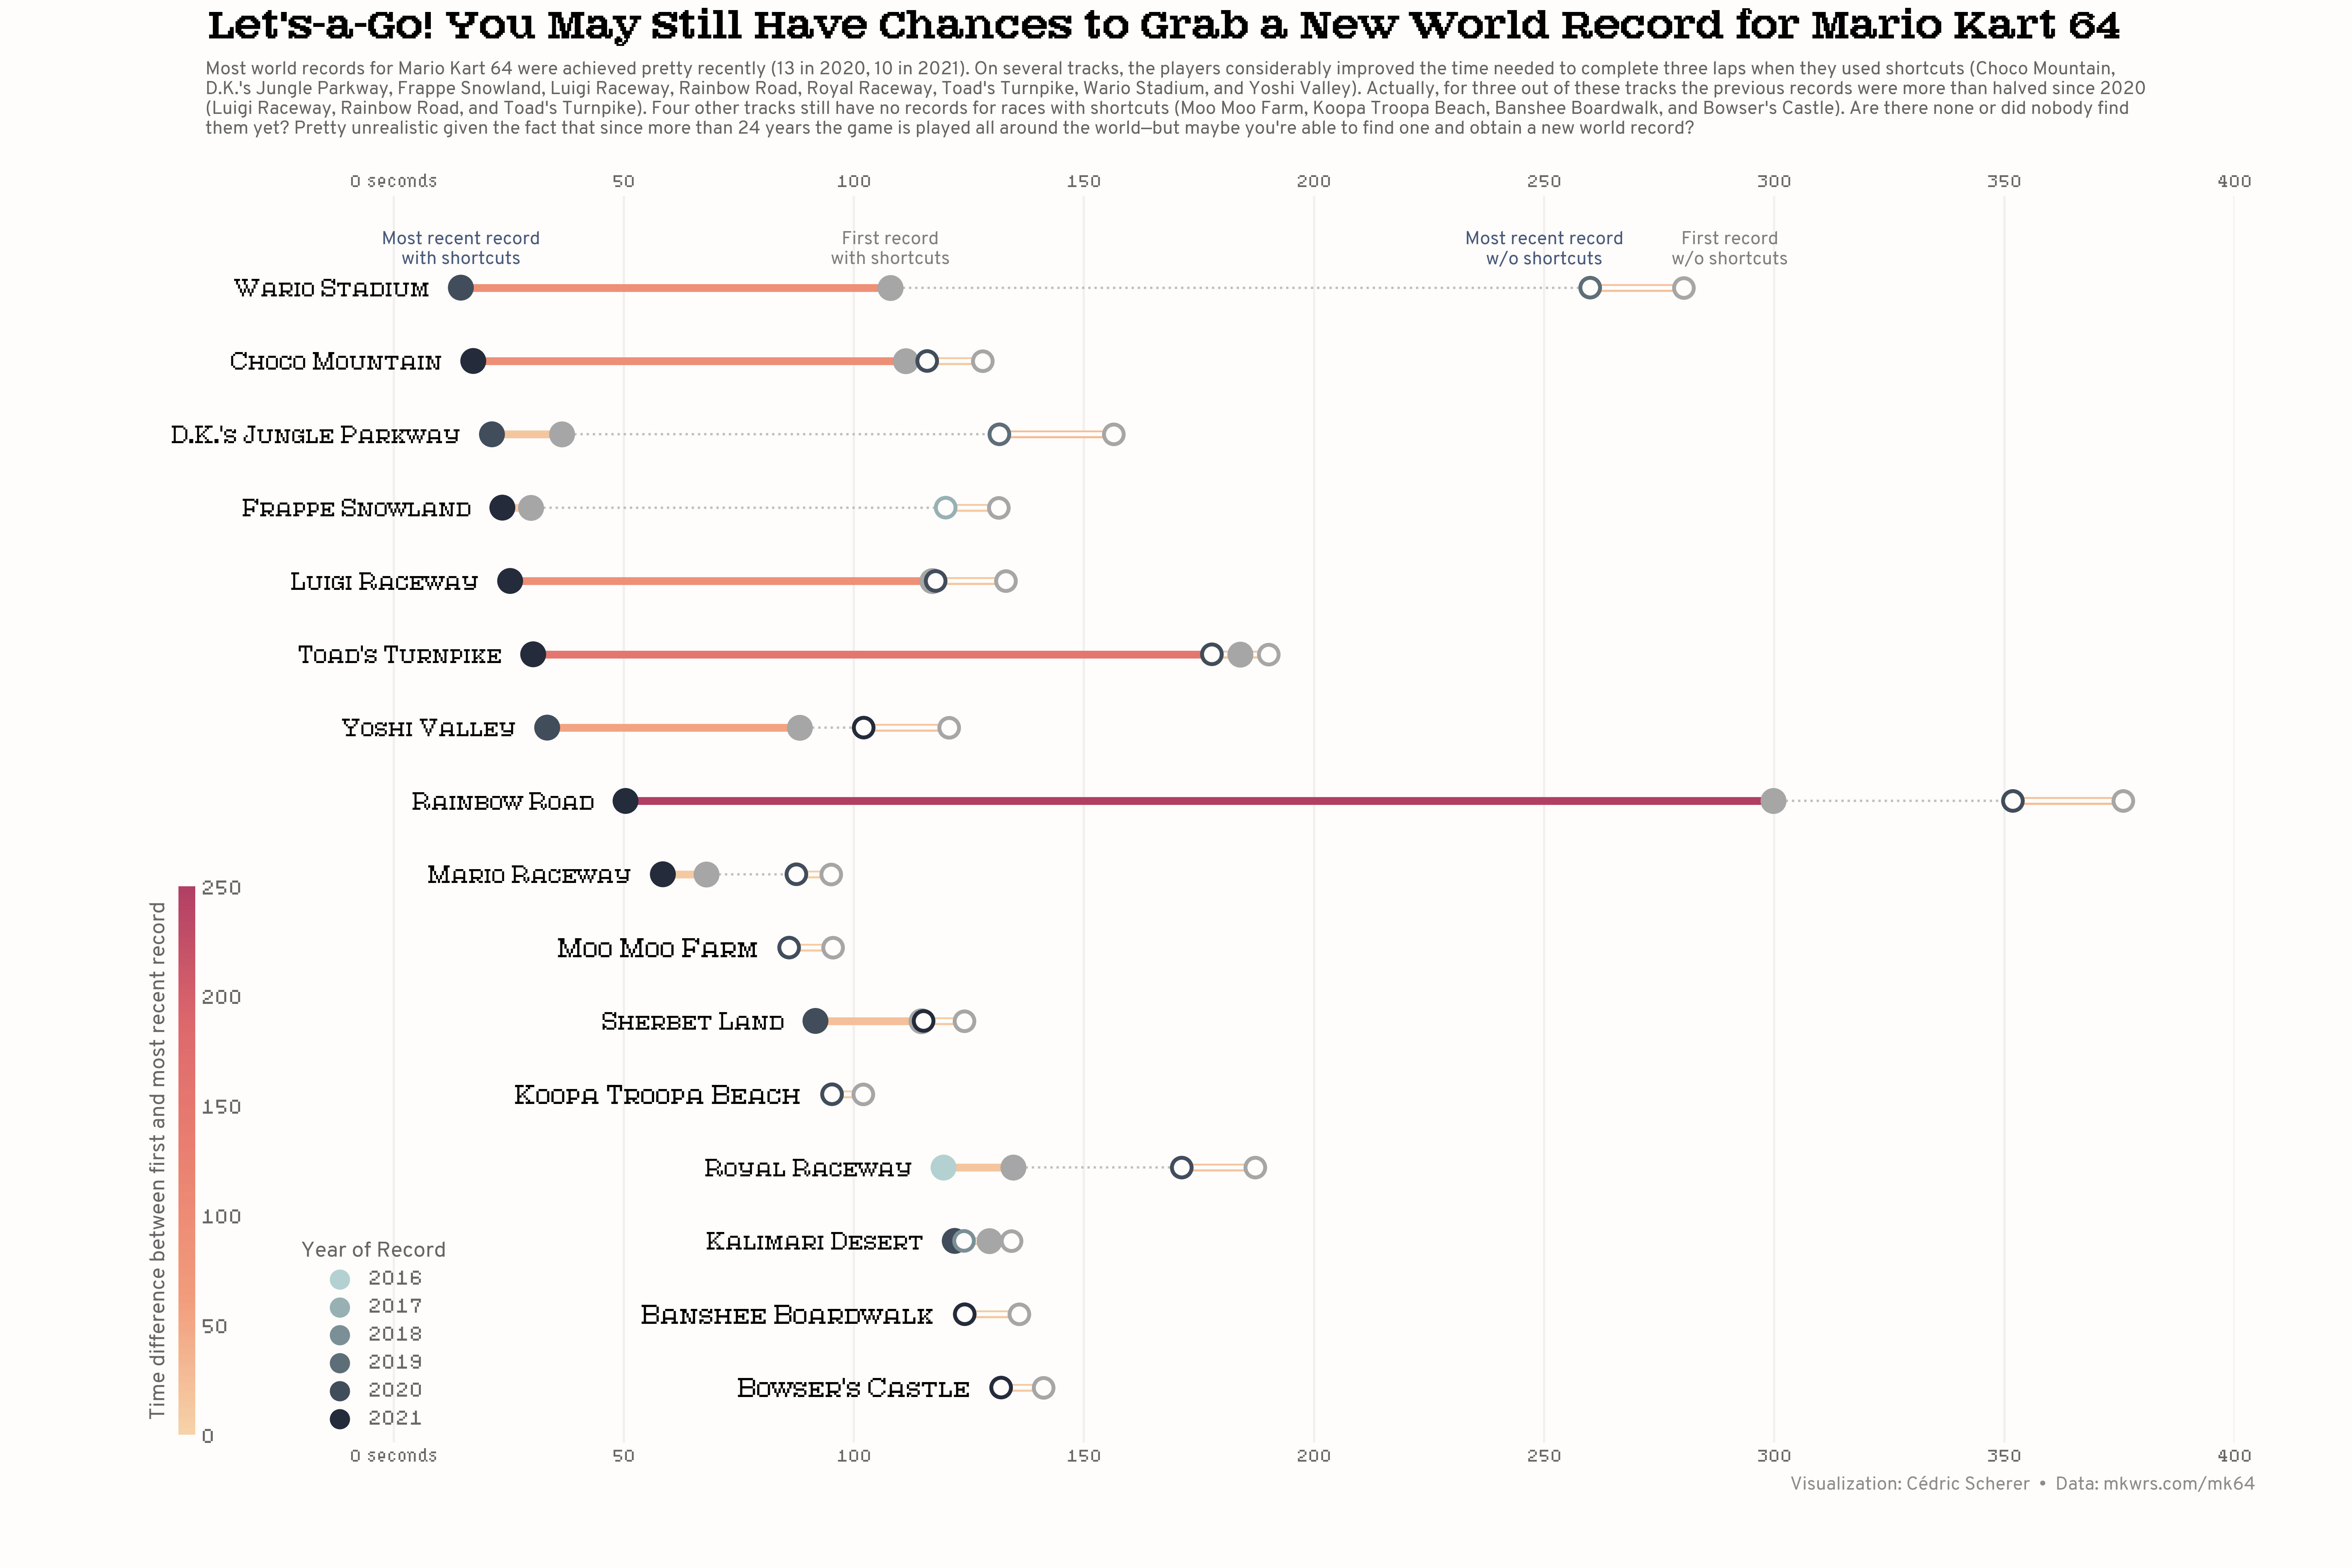 Let's-a-Go! You May Still Have Chances to Grab a New World Record for Mario Kart 64
Most world records for Mario Kart 64 were achieved pretty recently (13 in 2020, 10 in 2021). On several tracks, the players considerably improved the time needed to complete three laps when they used shortcuts (Choco Mountain,
D.K.'s Jungle Parkway, Frappe Snowland, Luigi Raceway, Rainbow Road, Royal Raceway, Toad's Turnpike, Wario Stadium, and Yoshi Valley). Actually, for three out of these tracks the previous records were more than halved since 2020
(Luigi Raceway, Rainbow Road, and Toad's Turnpike). Four other tracks still have no records for races with shortcuts (Moo Moo Farm, Koopa Troopa Beach, Banshee Boardwalk, and Bowser's Castle). Are there none or did nobody find
them yet? Pretty unrealistic given the fact that since more than 24 years the game is played all around the world—but maybe you're able to find one and obtain a new world record?
0 seconds 50 100 150 200 250 300 350 400
Most recent record
with shortcuts
First record
with shortcuts
Most recent record
w/o shortcuts
First record
w/o shortcuts
Wario Stadium
Choco Mountain
D.K.'s Jungle Parkway
Frappe Snowland
Luigi Raceway
Toad's Turnpike
Yoshi Valley
Rainbow Road
Mario Raceway
Moo Moo Farm
Sherbet Land
Koopa Troopa Beach
Royal Raceway
Kalimari Desert
Banshee Boardwalk
Bowser's Castle
Time difference between first and most recent record
250
200
150
100
50
0
Year of Record
2016
2017
2018
2019
2020
2021
0 seconds 50 100 150 200 250 300 350 400
Visualization: Cédric Scherer • Data: mkwrs.com/mk64